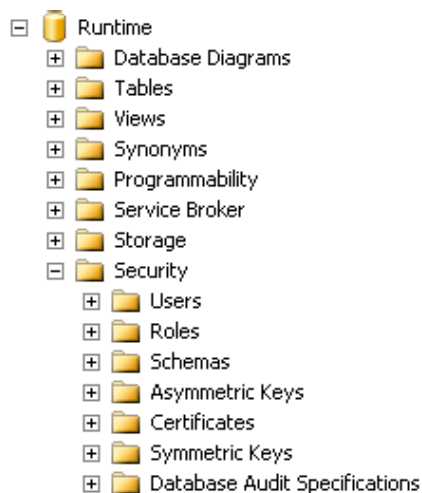 Runtime
Database Diagrams
Tables
Views
Synonyms
Programmability
Service Broker
Storage
Security
Users
Roles
Schemas
Asymmetric Keys
Certificates
Symmetric Keys
Database Audit Specifications